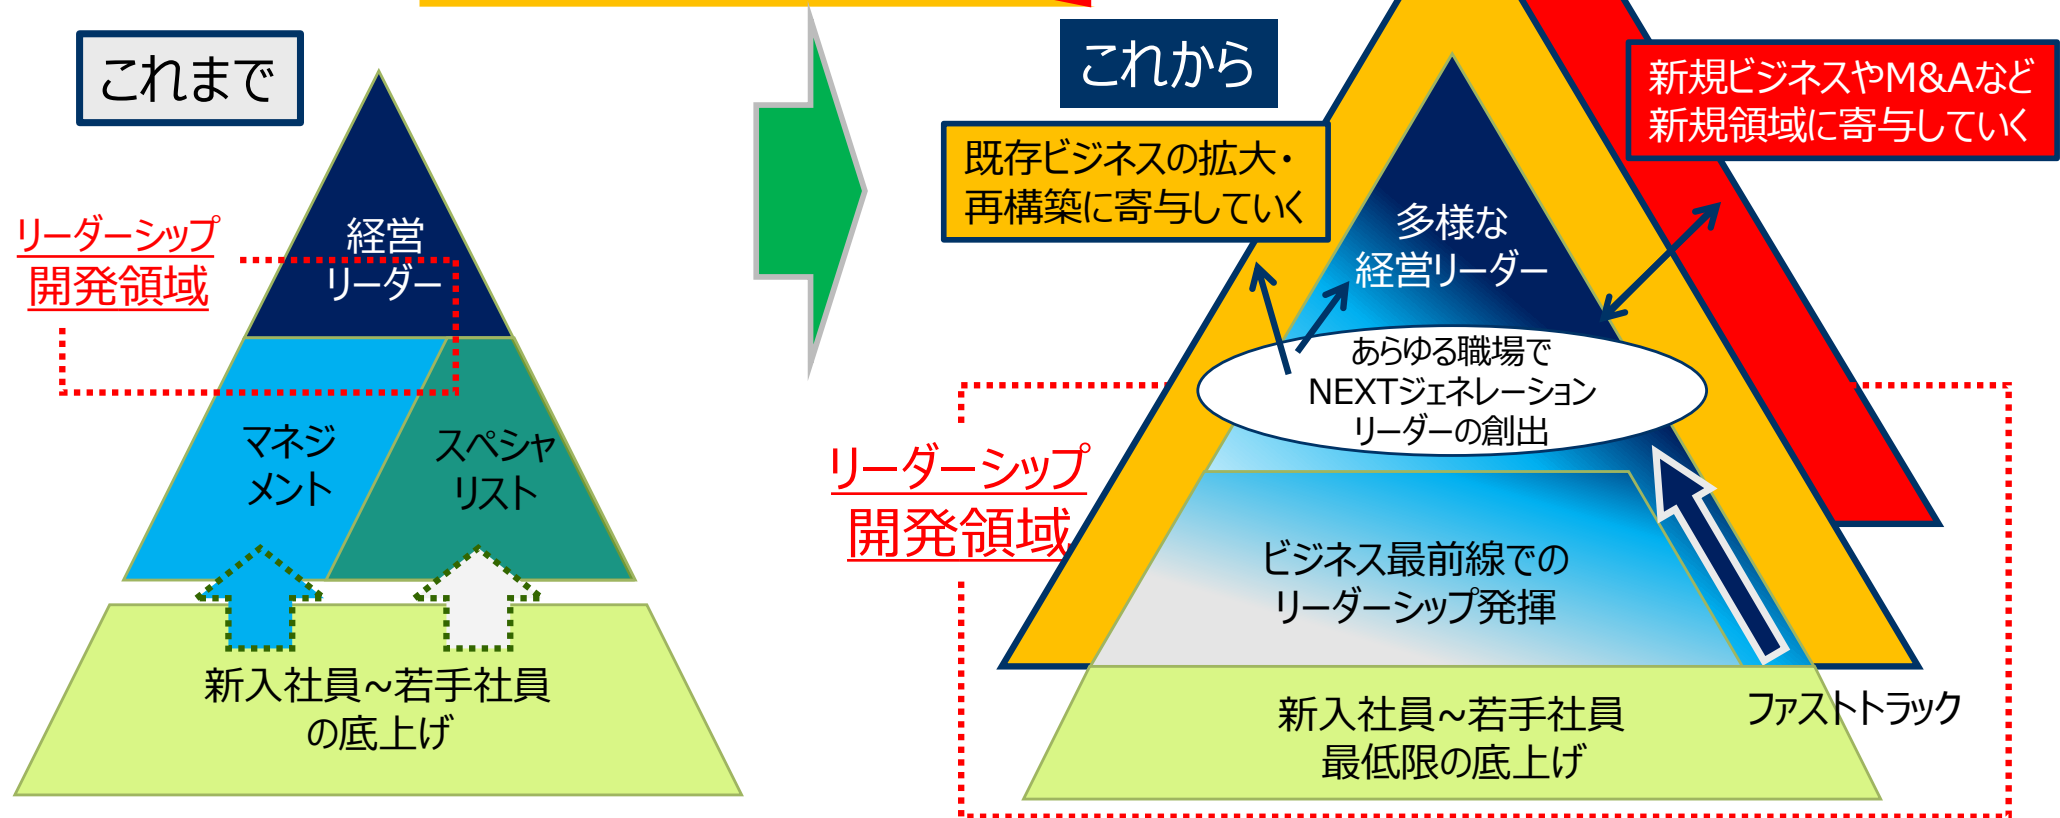 これまで
リーダーシップ
開発領域
経営
リーダー
マネジ
メント
スペシャ
リスト
新入社員~若手社員
の底上げ
これから
既存ビジネスの拡大・
再構築に寄与していく
新規ビジネスやM&Aなど
新規領域に寄与していく
多様な
経営リーダー
あらゆる職場で
NEXTジェネレーション
リーダーの創出
リーダーシップ
開発領域
ビジネス最前線での
リーダーシップ発揮
ファストトラック
新入社員~若手社員
最低限の底上げ